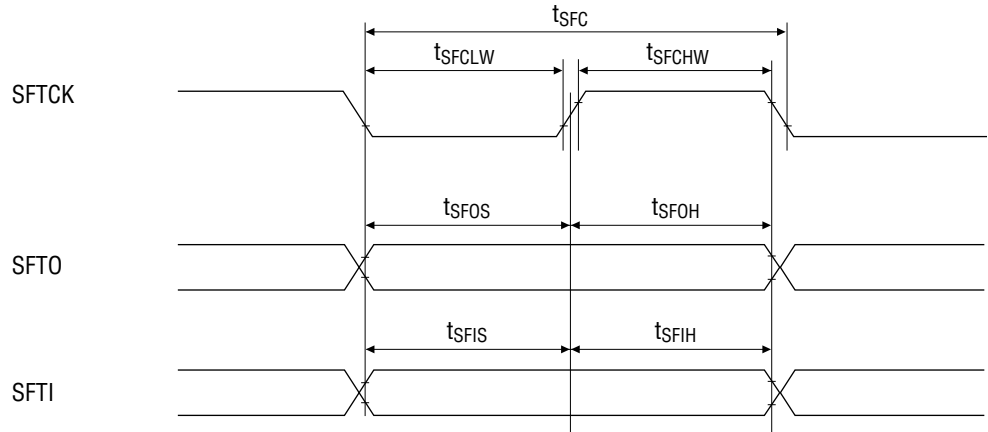 tSFC
tSFCLW tSFCHW
SFTCK
tSFOS tSFOH
SFTO
tSFIS tSFIH
SFTI